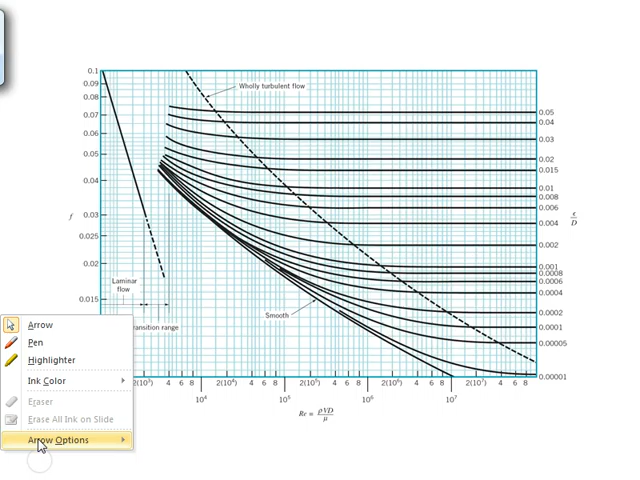 0.1
0.09
0.08
0.07
0.06
0.05
0.04
0.03
0.025
0.02
0.015
f
Wholly turbulent flow
Laminar
flow
ransition range
Smooth
0.05
0.04
0.03
0.02
0.015
0.01
0.008
0.006
0.004
0.002
0.001
0.0008
0.0006
0.0004
0.0002
0.0001
0.00005
0.00001
ε
D
2(10³) 4 6 8 2(10⁴) 4 6 8 2(10⁵) 4 6 8 2(10⁶) 4 6 8 2(10⁷) 4 6 8
10⁴ 10⁵ 10⁶ 10⁷
Re = ρVD
μ
Arrow
Pen
Highlighter
Ink Color
Eraser
Erase All Ink on Slide
Arrow Options